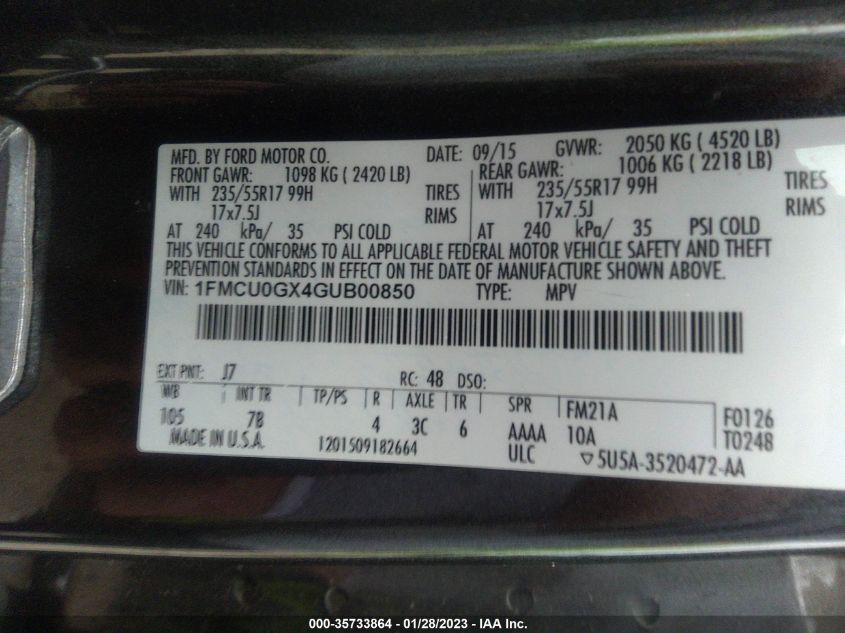 MFD. BY FORD MOTOR CO. DATE: 09/15 GVWR: 2050 KG ( 4520 LB)
FRONT GAWR: 1098 KG ( 2420 LB) REAR GAWR: 1006 KG ( 2218 LB)
WITH 235/55R17 99H TIRES WITH 235/55R17 99H TIRES
17x7.5J RIMS 17x7.5J RIMS
AT 240 kPa/ 35 PSI COLD AT 240 kPa/ 35 PSI COLD
THIS VEHICLE CONFORMS TO ALL APPLICABLE FEDERAL MOTOR VEHICLE SAFETY AND THEFT
PREVENTION STANDARDS IN EFFECT ON THE DATE OF MANUFACTURE SHOWN ABOVE.
VIN: 1FMCU0GX4GUB00850 TYPE: MPV
EXT PNT: J7 RC: 48 DSO:
WB INT TR TP/PS R AXLE TR SPR FM21A F0126
105 7B 4 3C 6 AAAA 10A T0248
MADE IN U.S.A. 1201509182664 ULC ▽5U5A-3520472-AA
000-35733864 - 01/28/2023 - IAA Inc.